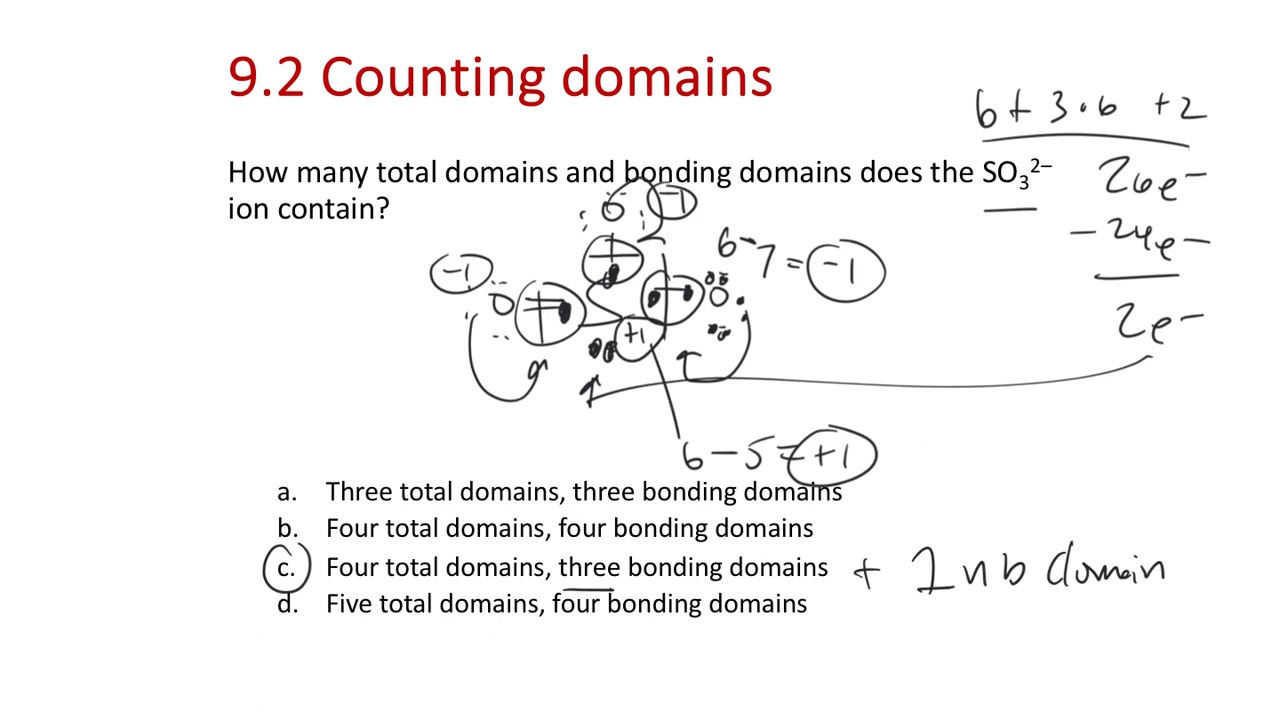 9.2 Counting domains
6 + 3 · 6 + 2
How many total domains and bonding domains does the SO₃²⁻
ion contain?
26e⁻
− 24e−
2e−
−1
6 − 7 = −1
−1
O
O
O
+1
6 − 5 = +1
a. Three total domains, three bonding domains
b. Four total domains, four bonding domains
c. Four total domains, three bonding domains + 1 nb domain
d. Five total domains, four bonding domains